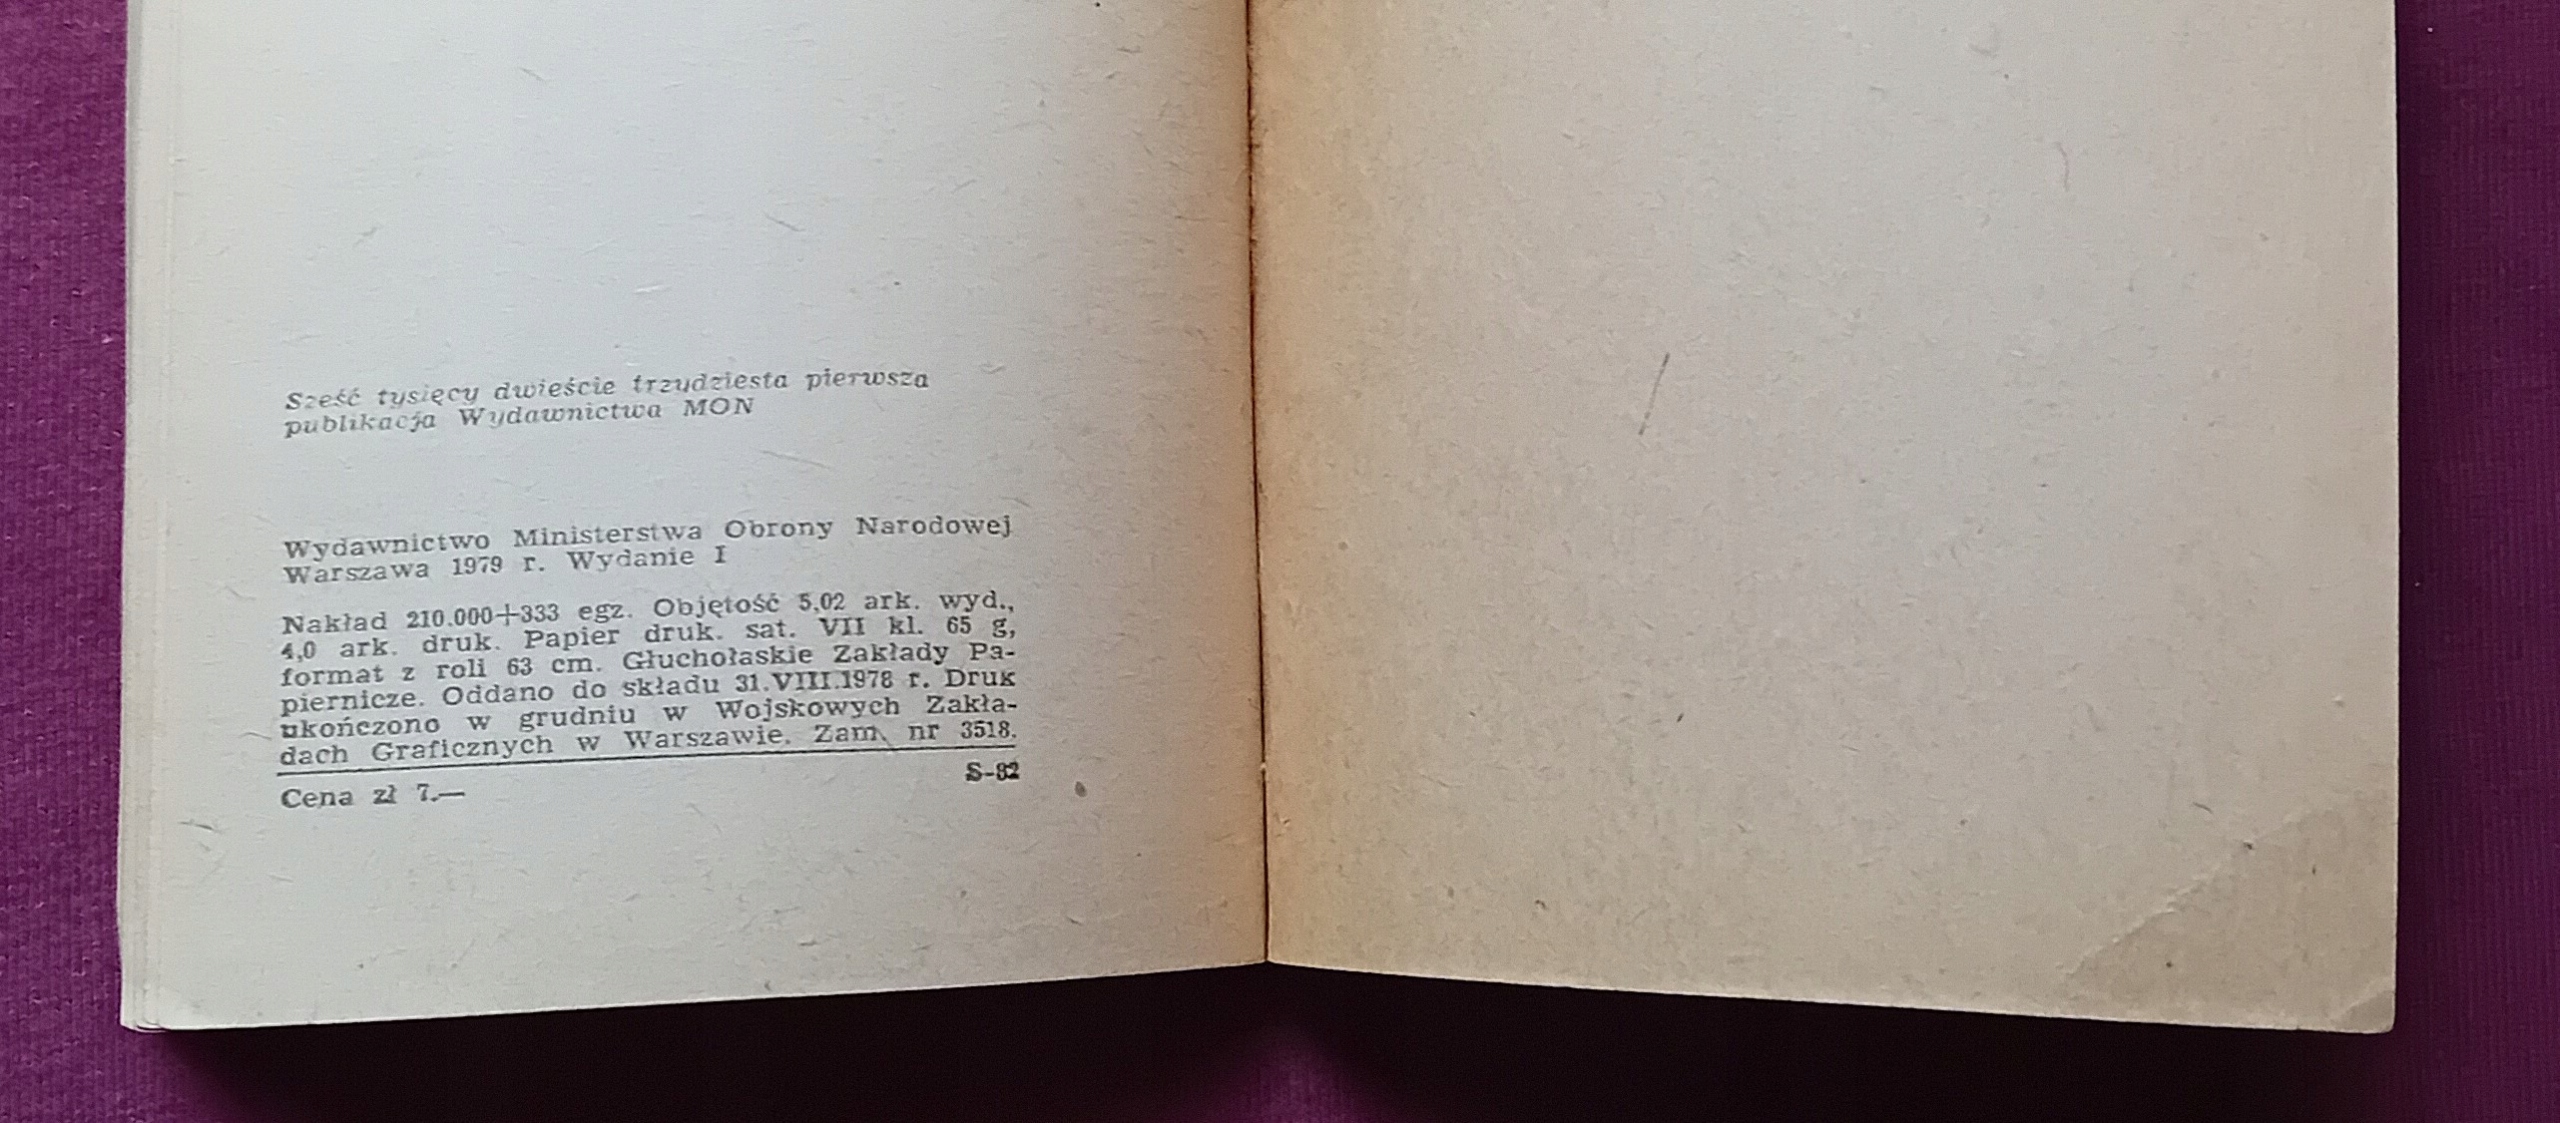 Sześć tysięcy dwieście trzydziesta pierwsza
publikacja Wydawnictwa MON
Wydawnictwo Ministerstwa Obrony Narodowej
Warszawa 1979 r. Wydanie I
Nakład 210.000+333 egz. Objętość 5,02 ark. wyd.,
4,0 ark. druk. Papier druk. sat. VII kl. 65 g,
format z roli 63 cm. Głuchołaskie Zakłady Pa-
piernicze. Oddano do składu 31.VIII.1978 r. Druk
ukończono w grudniu w Wojskowych Zakła-
dach Graficznych w Warszawie. Zam. nr 3518.
S-82
Cena zł 7.—